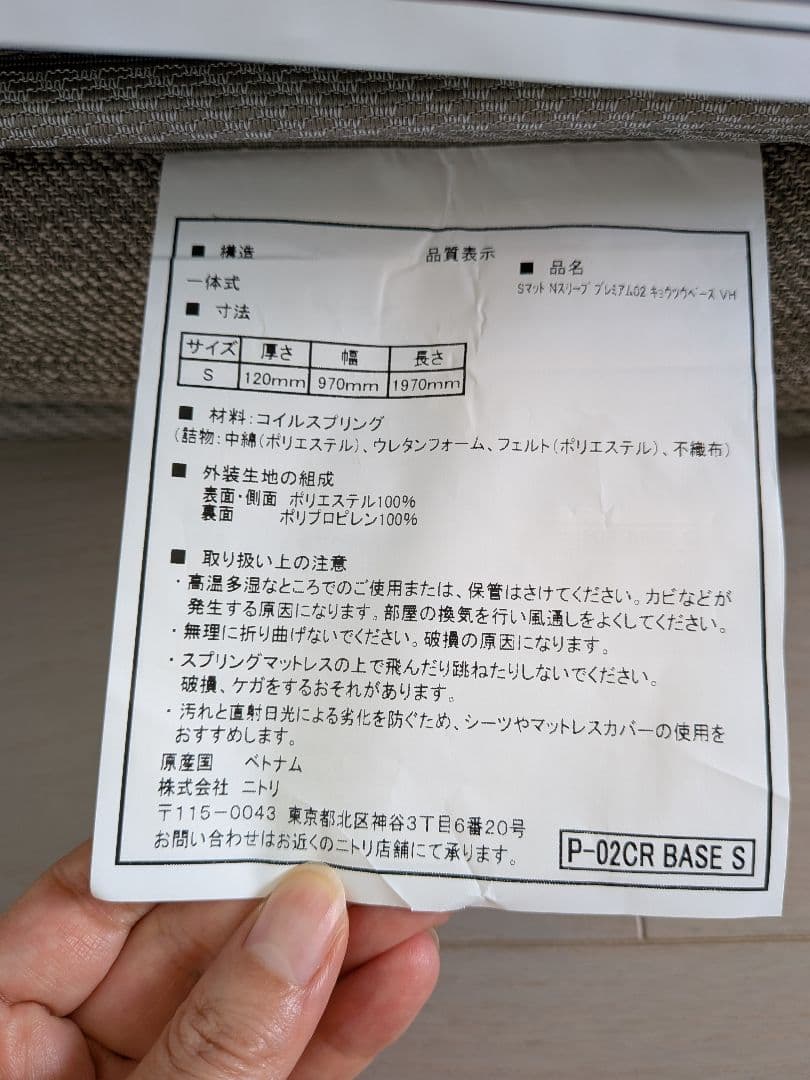 品質表示
■ 構造
一体式
■ 品名
Sマット Nスリープ プレミアム02 キョウツウベース VH
■ 寸法
サイズ 厚さ 幅 長さ
S 120mm 970mm 1970mm
■ 材料:コイルスプリング
(詰物:中綿(ポリエステル)、ウレタンフォーム、フェルト(ポリエステル)、不織布)
■ 外装生地の組成
表面・側面 ポリエステル100%
裏面 ポリプロピレン100%
■ 取り扱い上の注意
・高温多湿なところでのご使用または、保管はさけてください。カビなどが
発生する原因になります。部屋の換気を行い風通しをよくしてください。
・無理に折り曲げないでください。破損の原因になります。
・スプリングマットレスの上で飛んだり跳ねたりしないでください。
破損、ケガをするおそれがあります。
・汚れと直射日光による劣化を防ぐため、シーツやマットレスカバーの使用を
おすすめします。
原産国 ベトナム
株式会社 ニトリ
〒115-0043 東京都北区神谷3丁目6番20号
お問い合わせはお近くのニトリ店舗にて承ります。
P-02CR BASE S